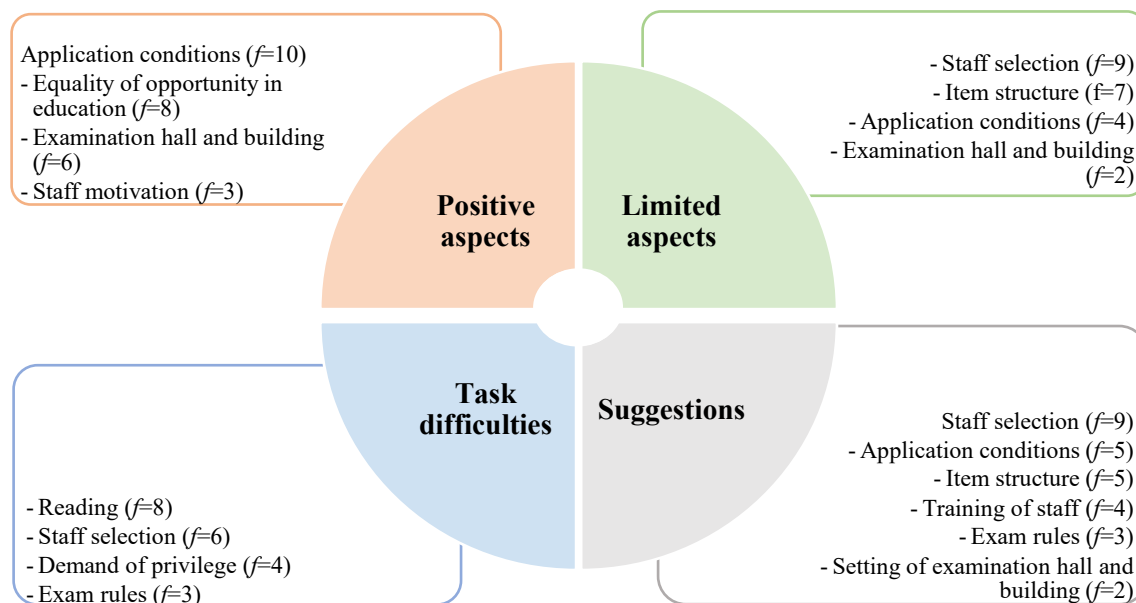 Application conditions (f=10)
- Equality of opportunity in
education (f=8)
- Examination hall and building
(f=6)
- Staff motivation (f=3)
- Staff selection (f=9)
- Item structure (f=7)
- Application conditions (f=4)
- Examination hall and building
(f=2)
Positive
aspects
Limited
aspects
Task
difficulties
Suggestions
- Reading (f=8)
- Staff selection (f=6)
- Demand of privilege (f=4)
- Exam rules (f=3)
Staff selection (f=9)
- Application conditions (f=5)
- Item structure (f=5)
- Training of staff (f=4)
- Exam rules (f=3)
- Setting of examination hall and
building (f=2)